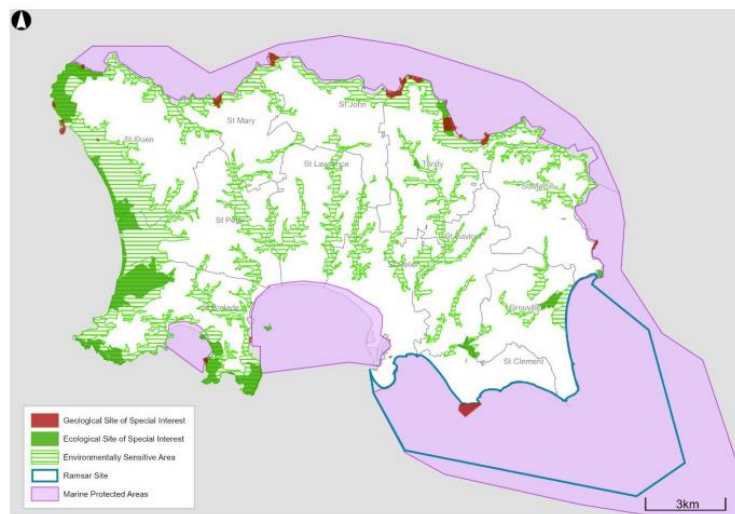 St John
St Mary
St Ouen
St Lawrence
Trinity
St Martin
St Peter
St Saviour
St Helier
St Brelade
Grouville
St Clement
Geological Site of Special Interest
Ecological Site of Special Interest
Environmentally Sensitive Area
Ramsar Site
Marine Protected Areas
3km